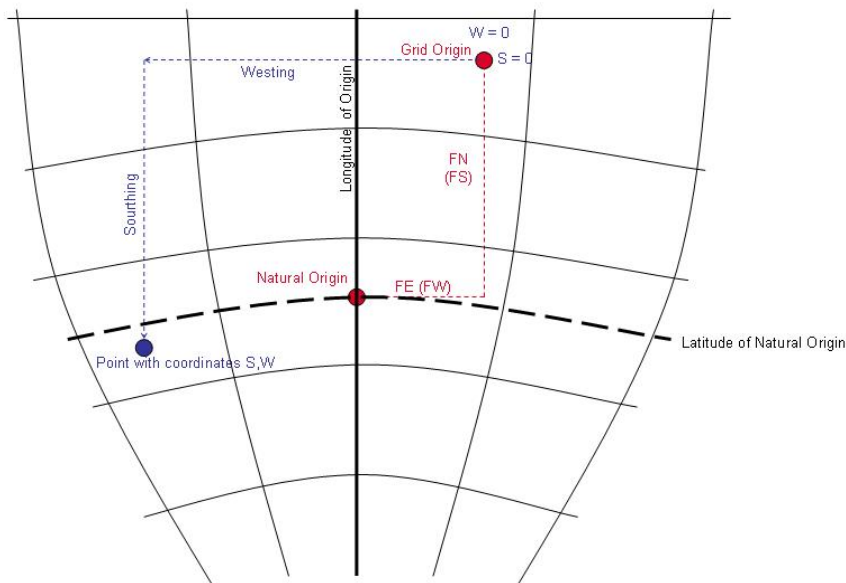 W = 0
Grid Origin
S = 0
Westing
Longitude of Origin
FN
(FS)
Sourthing
Natural Origin
FE (FW)
Latitude of Natural Origin
Point with coordinates S,W